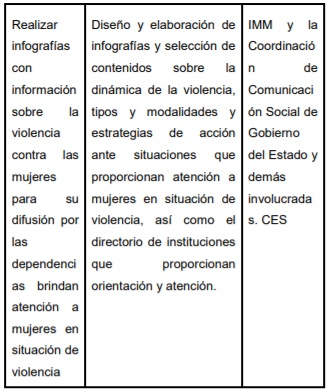 Realizar
infografías
con
información
sobre la
violencia
contra las
mujeres
para su
difusión por
las
dependenci
as brindan
atención a
mujeres en
situación de
violencia
Diseño y elaboración de
infografías y selección de
contenidos sobre la
dinámica de la violencia,
tipos y modalidades y
estrategias de acción
ante situaciones que
proporcionan atención a
mujeres en situación de
violencia, así como el
directorio de instituciones
que proporcionan
orientación y atención.
IMM y la
Coordinació
n de
Comunicaci
ón Social de
Gobierno
del Estado y
demás
involucrada
s. CES